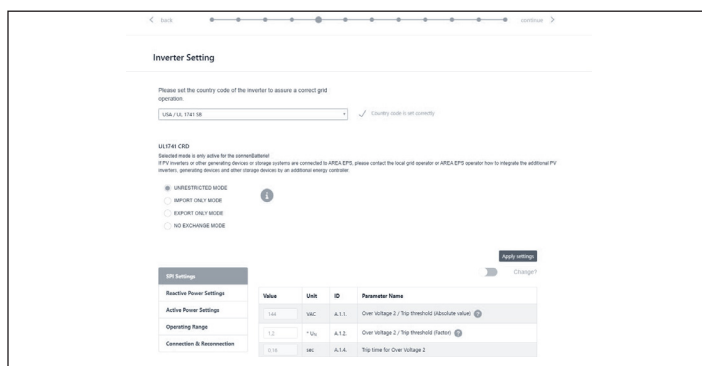 back
continue
Inverter Setting
Please set the country code of the inverter to assure a correct grid
operation.
USA / UL 1741 SB
Country code is set correctly
UL1741 CRD
Selected mode is only active for the sonnenBatterie!
If PV inverters or other generating devices or storage systems are connected to AREA EPS, please contact the local grid operator or AREA EPS operator how to integrate the additional PV
inverters, generating devices and other storage devices by an additional energy controller.
UNRESTRICTED MODE
i
IMPORT ONLY MODE
EXPORT ONLY MODE
NO EXCHANGE MODE
Apply settings
Change?
Reactive Power Settings
Active Power Settings
Operating Range
Connection & Reconnection
Value Unit ID Parameter Name
144 VAC A.1.1. Over Voltage 2 / Trip threshold (Absolute value) ?
1.2 A.1.2. Over Voltage 2 / Trip threshold (factor) ?
sec A.1.4. Trip time for Over Voltage 2